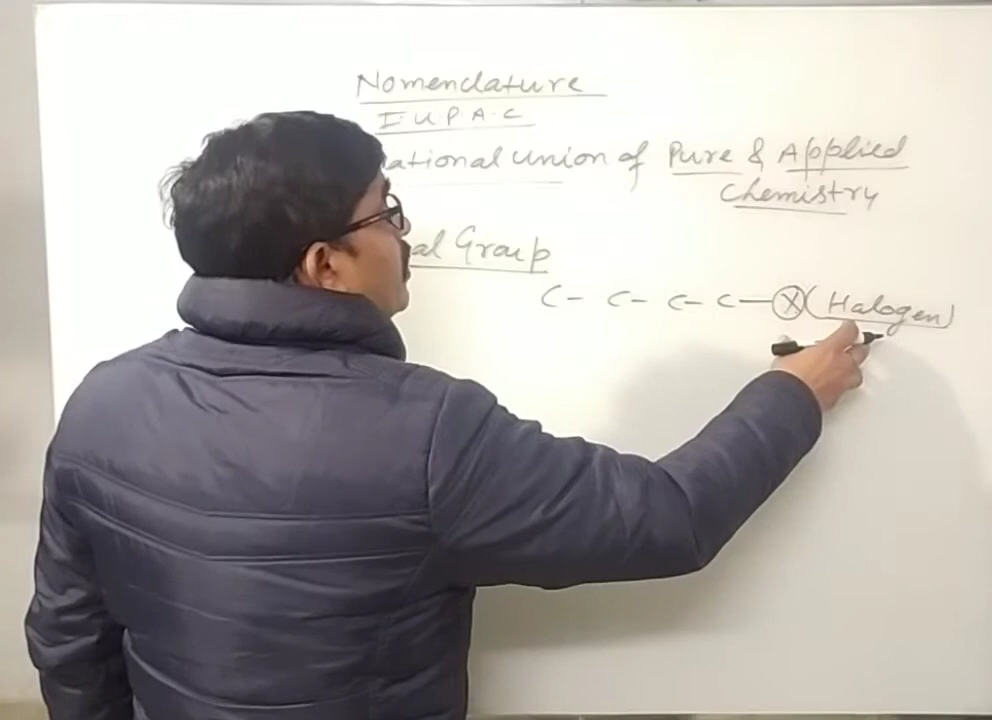 Nomenclature
I.U.P.A.C
ational Union of Pure & Applied
Chemistry
al Group
C - C - C - C - X (Halogen)